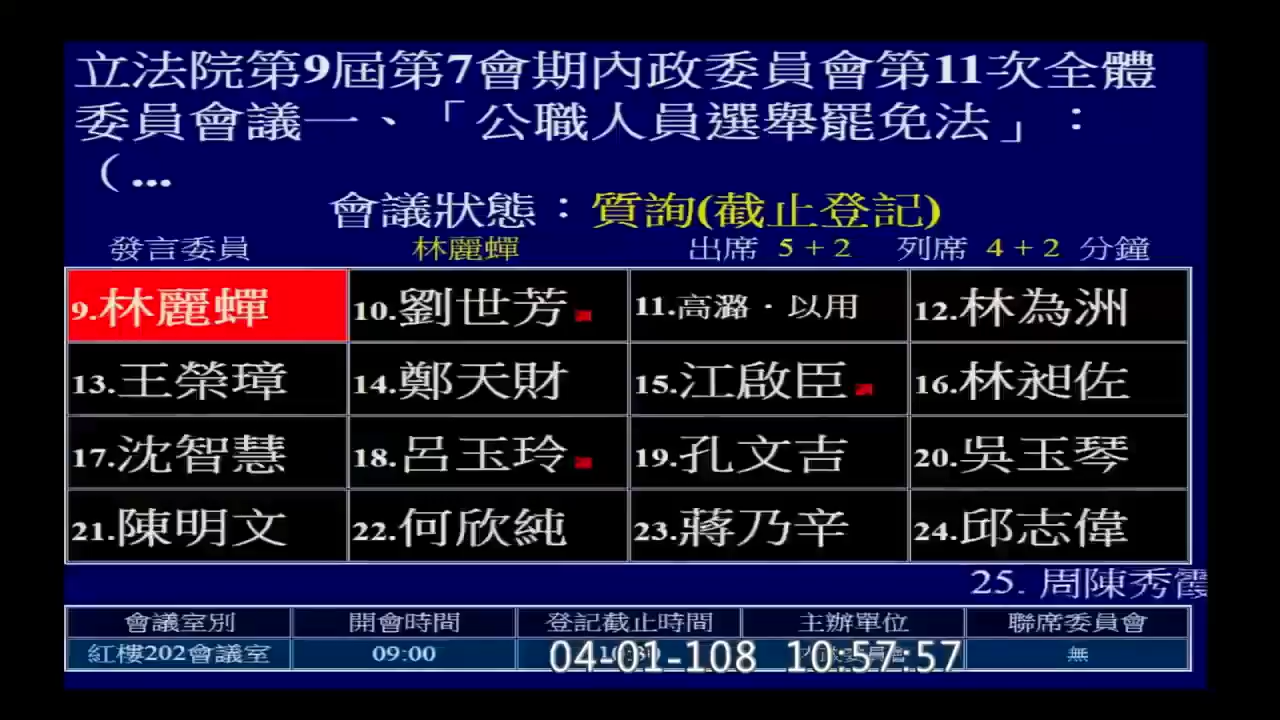 立法院第9屆第7會期內政委員會第11次全體
委員會議一、「公職人員選舉罷免法」：
（...
會議狀態：質詢(截止登記)
發言委員 林麗蟬 出席 5+2 列席 4+2 分鐘
9.林麗蟬 10.劉世芳 11.高潞．以用 12.林為洲
13.王榮璋 14.鄭天財 15.江啟臣 16.林昶佐
17.沈智慧 18.呂玉玲 19.孔文吉 20.吳玉琴
21.陳明文 22.何欣純 23.蔣乃辛 24.邱志偉
25. 周陳秀霞
會議室別 開會時間 登記截止時間 主辦單位 聯席委員會
紅樓202會議室 09:00 無
04-01-108 10:57:57